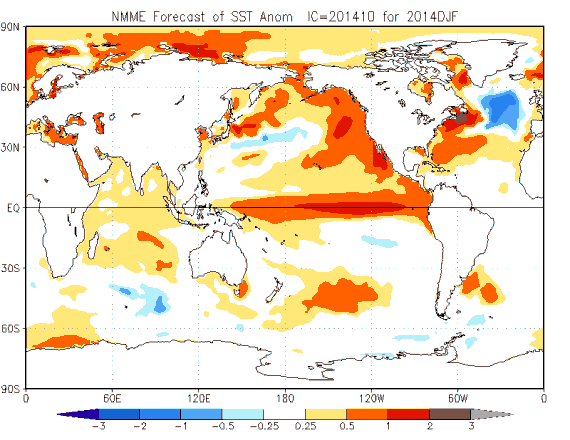 NMME Forecast of SST Anom IC=201410 for 2014DJF
90N
60N
30N
EQ
30S
60S
90S
0 60E 120E 180 120W 60W 0
-3 -2 -1 -0.5 -0.25 0.25 0.5 1 2 3